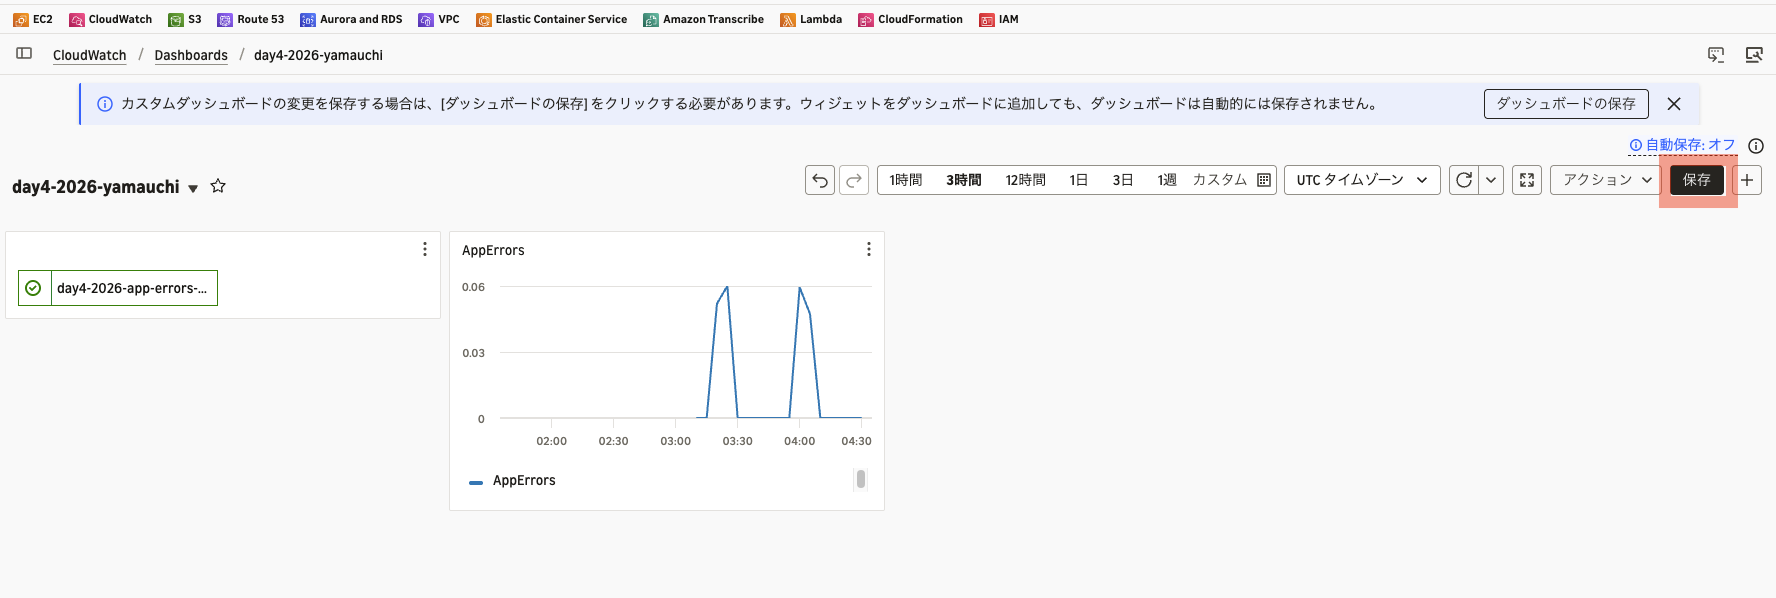 EC2 CloudWatch S3 Route 53 Aurora and RDS VPC Elastic Container Service Amazon Transcribe Lambda CloudFormation IAM
CloudWatch / Dashboards / day4-2026-yamauchi
カスタムダッシュボードの変更を保存する場合は、[ダッシュボードの保存] をクリックする必要があります。ウィジェットをダッシュボードに追加しても、ダッシュボードは自動的には保存されません。 ダッシュボードの保存
自動保存: オフ
day4-2026-yamauchi 1時間 3時間 12時間 1日 3日 1週 カスタム UTC タイムゾーン アクション 保存
day4-2026-app-errors-...
AppErrors
0.06
0.03
0
02:00 02:30 03:00 03:30 04:00 04:30
AppErrors